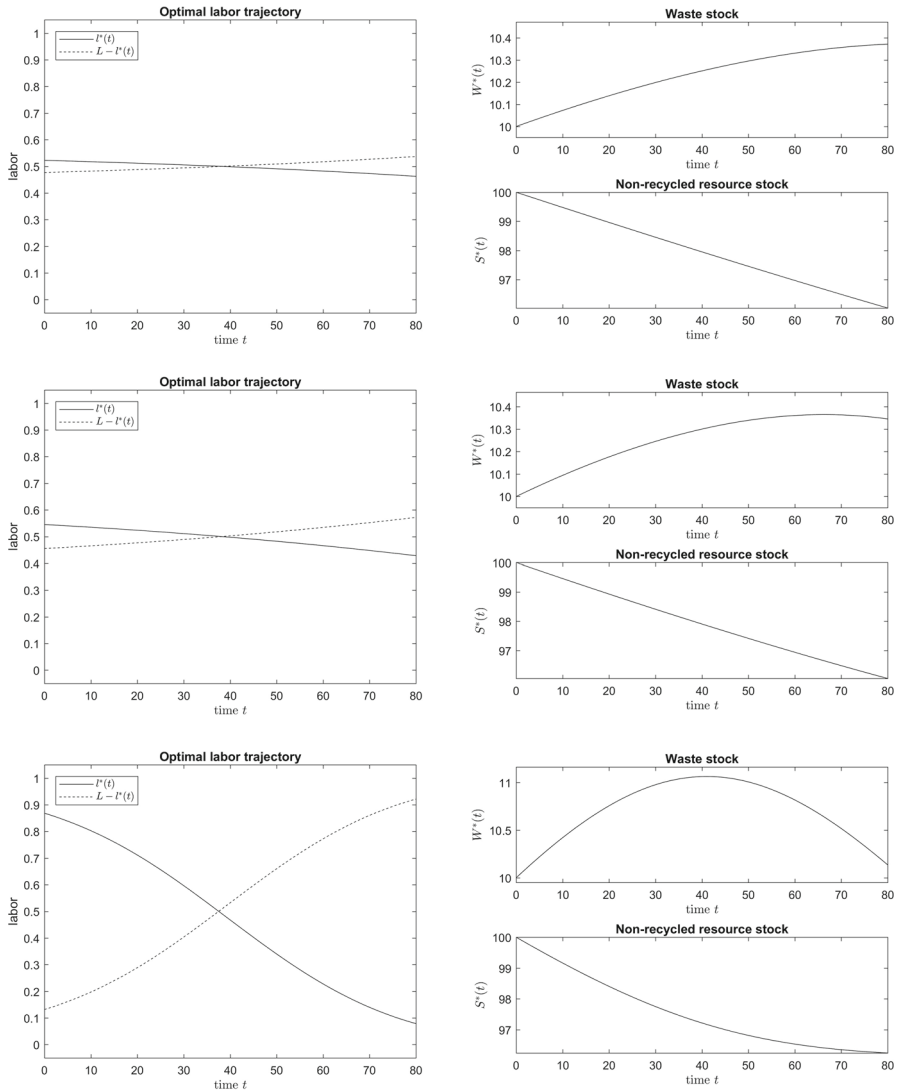 Optimal labor trajectory
l*(t)
L − l*(t)
1
0.9
0.8
0.7
0.6
0.5
0.4
0.3
0.2
0.1
0
labor
0 10 20 30 40 50 60 70 80
time t
Waste stock
10.4
10.3
10.2
10.1
10
W*(t)
0 10 20 30 40 50 60 70 80
time t
Non-recycled resource stock
100
99
98
97
S*(t)
0 10 20 30 40 50 60 70 80
time t
Optimal labor trajectory
l*(t)
L − l*(t)
1
0.9
0.8
0.7
0.6
0.5
0.4
0.3
0.2
0.1
0
labor
0 10 20 30 40 50 60 70 80
time t
Waste stock
10.4
10.3
10.2
10.1
10
W*(t)
0 10 20 30 40 50 60 70 80
time t
Non-recycled resource stock
100
99
98
97
S*(t)
0 10 20 30 40 50 60 70 80
time t
Optimal labor trajectory
l*(t)
L − l*(t)
1
0.9
0.8
0.7
0.6
0.5
0.4
0.3
0.2
0.1
0
labor
0 10 20 30 40 50 60 70 80
time t
Waste stock
11
10.5
10
W*(t)
0 10 20 30 40 50 60 70 80
time t
Non-recycled resource stock
100
99
98
97
S*(t)
0 10 20 30 40 50 60 70 80
time t